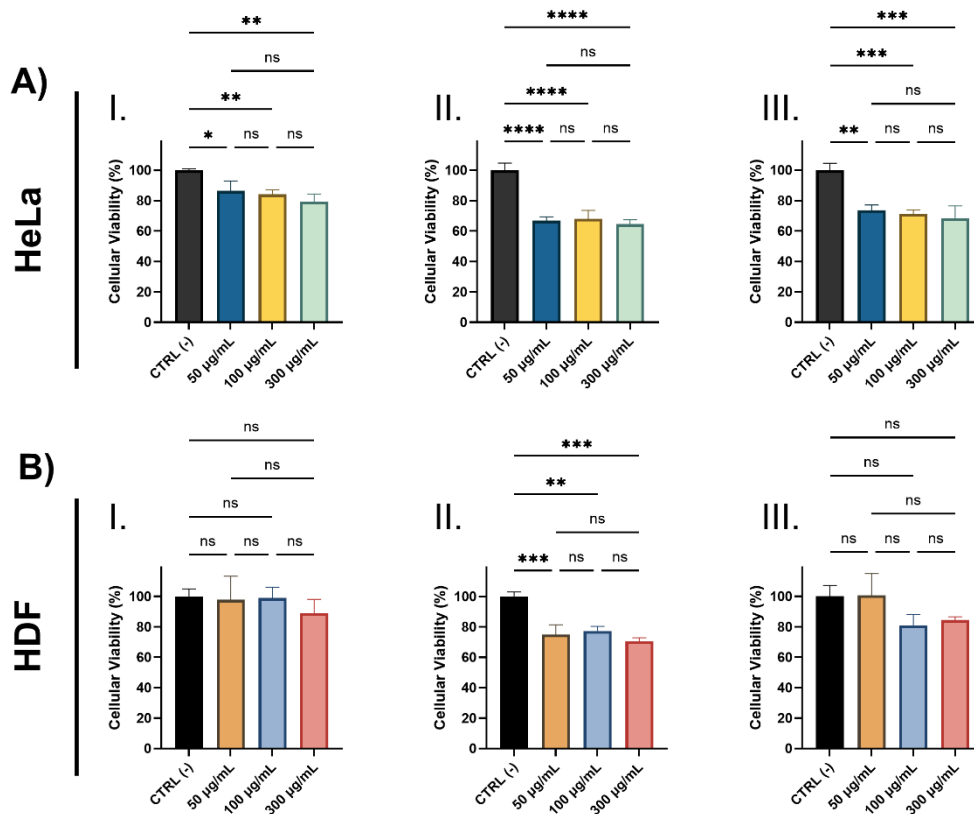 A)
HeLa
I.
**
ns
**
* ns ns
Cellular Viability (%)
100
80
60
40
20
0
CTRL (-) 50 µg/mL 100 µg/mL 300 µg/mL
II.
****
ns
****
**** ns ns
Cellular Viability (%)
100
80
60
40
20
0
CTRL (-) 50 µg/mL 100 µg/mL 300 µg/mL
III.
***
***
ns
** ns ns
Cellular Viability (%)
100
80
60
40
20
0
CTRL (-) 50 µg/mL 100 µg/mL 300 µg/mL
B)
HDF
I.
ns
ns
ns
ns ns ns
Cellular Viability (%)
100
80
60
40
20
0
CTRL (-) 50 µg/mL 100 µg/mL 300 µg/mL
II.
***
**
ns
*** ns ns
Cellular Viability (%)
100
80
60
40
20
0
CTRL (-) 50 µg/mL 100 µg/mL 300 µg/mL
III.
ns
ns
ns
ns ns ns
Cellular Viability (%)
100
80
60
40
20
0
CTRL (-) 50 µg/mL 100 µg/mL 300 µg/mL